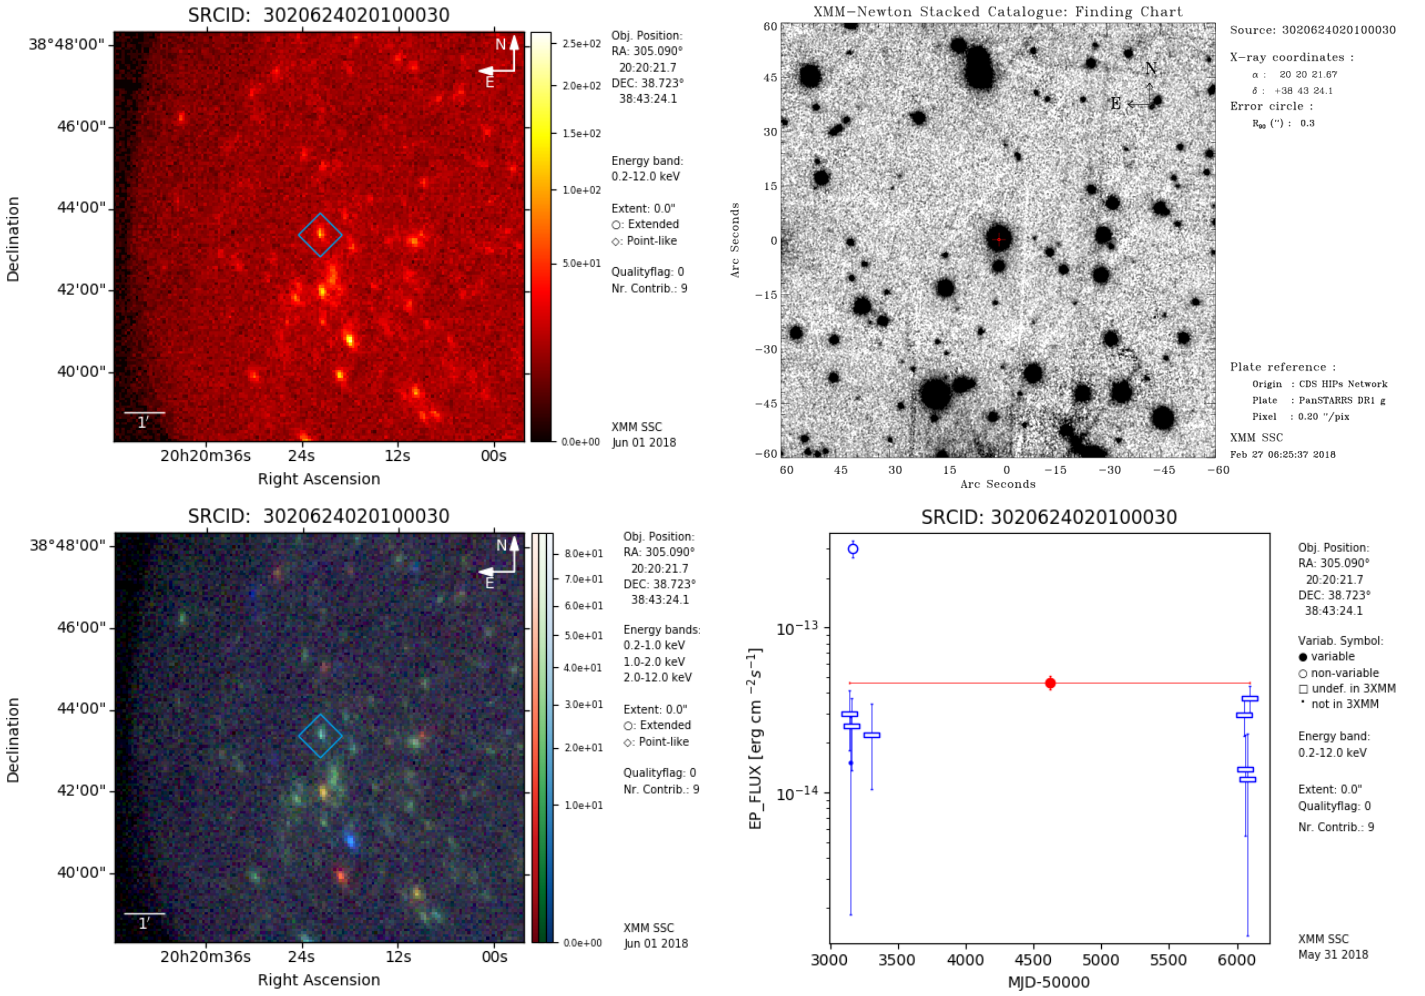 SRCID:  3020624020100030
38°48'00"
46'00"
44'00"
42'00"
40'00"
Declination
N
E
1′
20h20m36s
24s
12s
00s
Right Ascension
2.5e+02
2.0e+02
1.5e+02
1.0e+02
5.0e+01
0.0e+00
Obj. Position:
RA: 305.090°
20:20:21.7
DEC: 38.723°
38:43:24.1
Energy band:
0.2-12.0 keV
Extent: 0.0"
○: Extended
◇: Point-like
Qualityflag: 0
Nr. Contrib.: 9
XMM SSC
Jun 01 2018
XMM-Newton Stacked Catalogue: Finding Chart
60
45
30
15
0
−15
−30
−45
−60
Arc Seconds
N
E
60
45
30
15
0
−15
−30
−45
−60
Arc Seconds
Source: 3020624020100030
X-ray coordinates :
α : 20 20 21.67
δ : +38 43 24.1
Error circle :
R₉₀ (") : 0.3
Plate reference :
Origin : CDS HIPs Network
Plate : PanSTARRS DR1 g
Pixel : 0.20 "/pix
XMM SSC
Feb 27 06:25:37 2018
SRCID:  3020624020100030
38°48'00"
46'00"
44'00"
42'00"
40'00"
Declination
N
E
1′
20h20m36s
24s
12s
00s
Right Ascension
8.0e+01
7.0e+01
6.0e+01
5.0e+01
4.0e+01
3.0e+01
2.0e+01
1.0e+01
0.0e+00
Obj. Position:
RA: 305.090°
20:20:21.7
DEC: 38.723°
38:43:24.1
Energy bands:
0.2-1.0 keV
1.0-2.0 keV
2.0-12.0 keV
Extent: 0.0"
○: Extended
◇: Point-like
Qualityflag: 0
Nr. Contrib.: 9
XMM SSC
Jun 01 2018
SRCID: 3020624020100030
10⁻¹³
10⁻¹⁴
EP_FLUX [erg cm⁻²s⁻¹]
3000
3500
4000
4500
5000
5500
6000
MJD-50000
Obj. Position:
RA: 305.090°
20:20:21.7
DEC: 38.723°
38:43:24.1
Variab. Symbol:
● variable
○ non-variable
□ undef. in 3XMM
· not in 3XMM
Energy band:
0.2-12.0 keV
Extent: 0.0"
Qualityflag: 0
Nr. Contrib.: 9
XMM SSC
May 31 2018